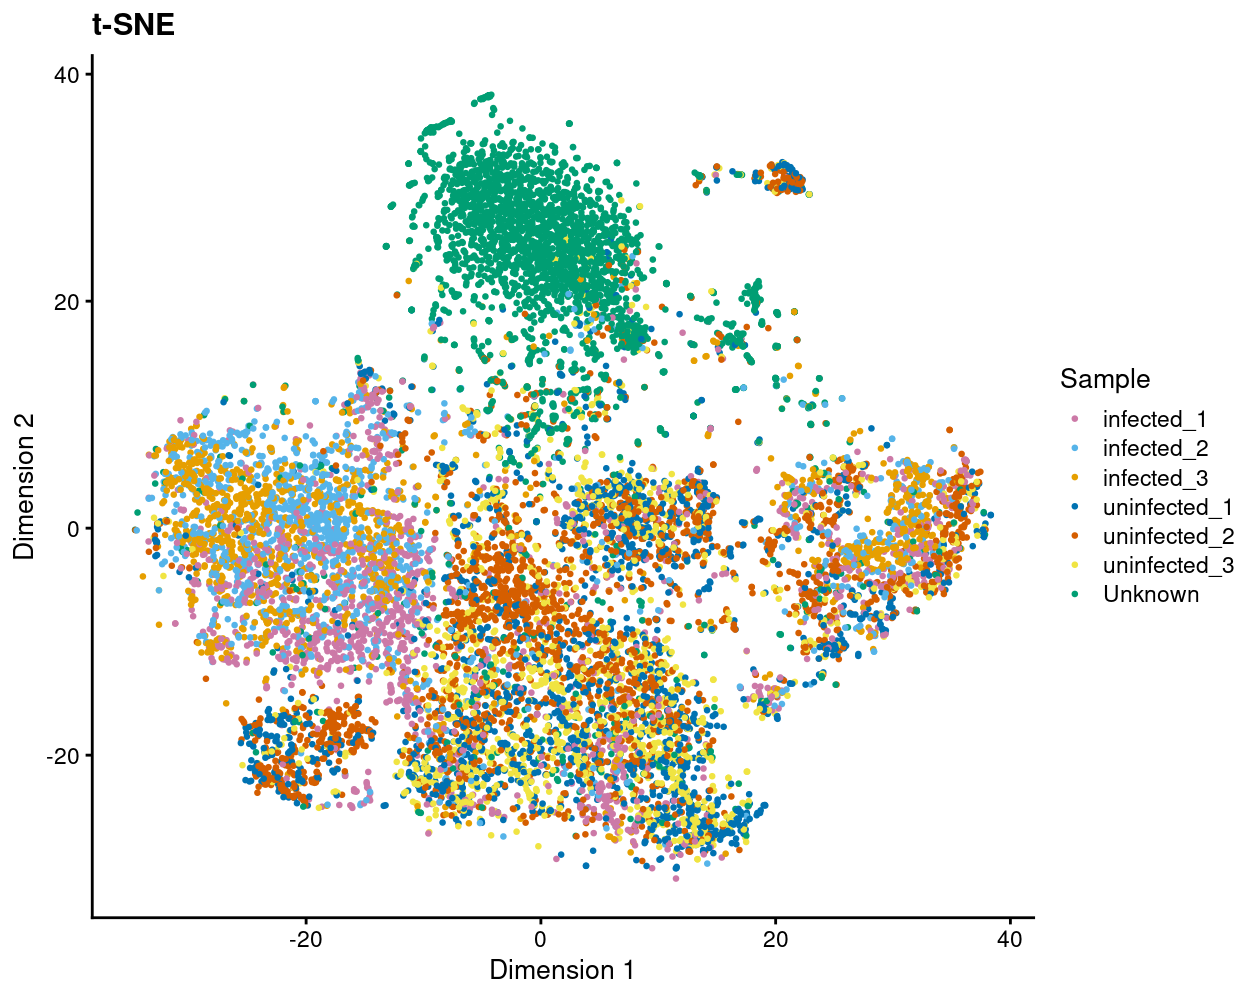 t-SNE
40
20
0
-20
Dimension 2
-20
0
20
40
Dimension 1
Sample
infected_1
infected_2
infected_3
uninfected_1
uninfected_2
uninfected_3
Unknown